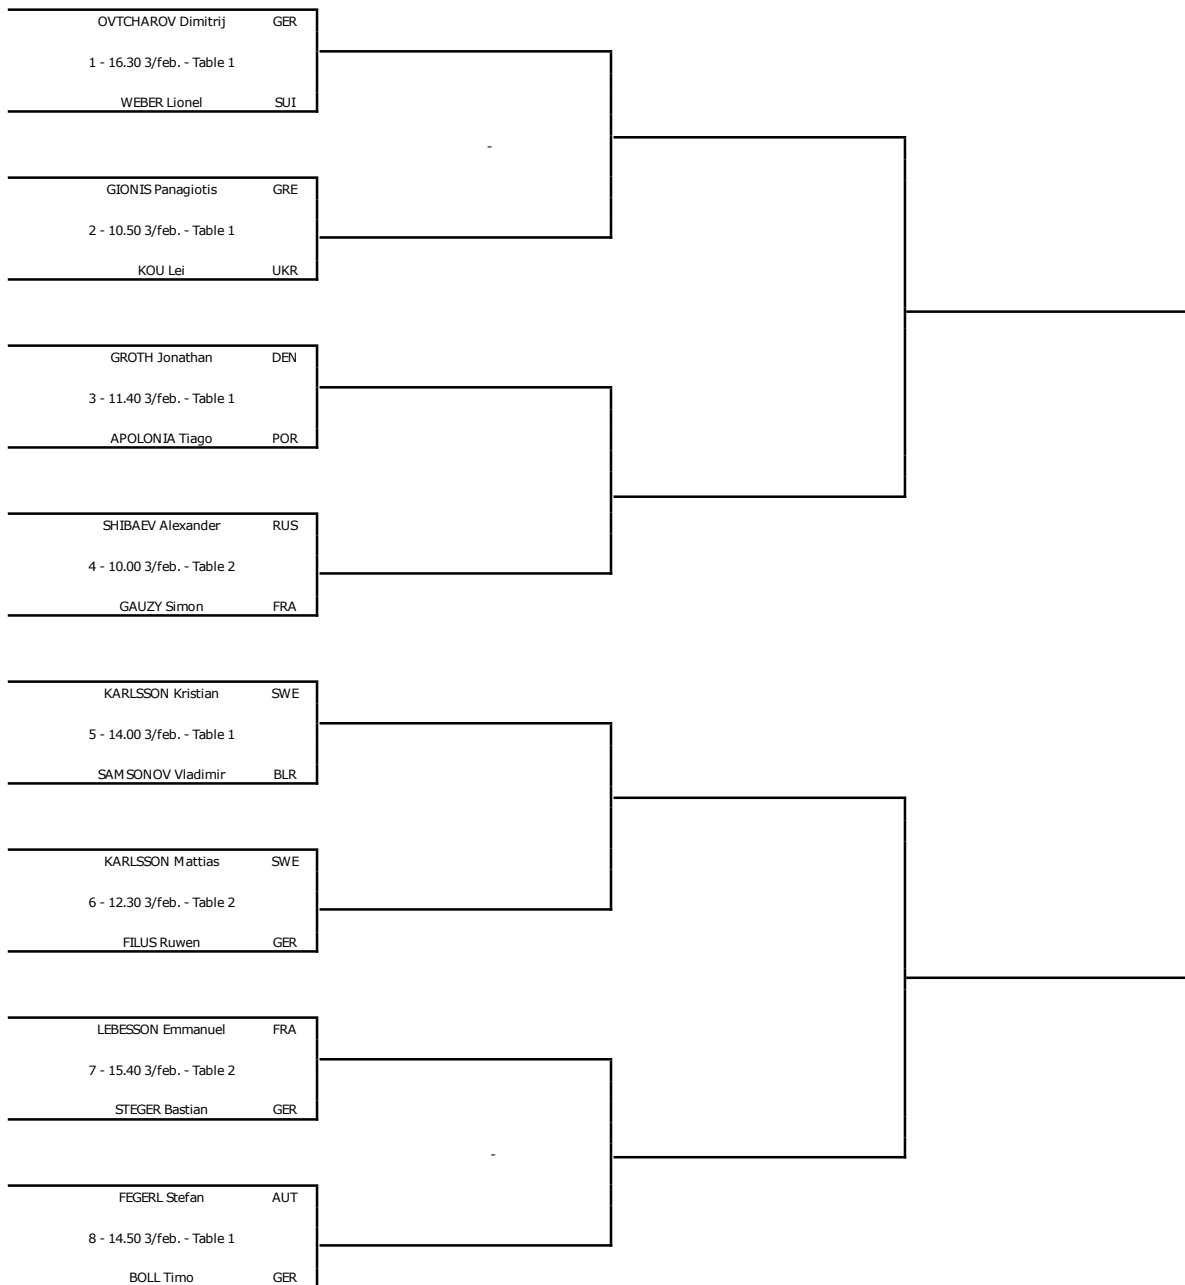 OVTCHAROV Dimitrij GER
1 - 16.30 3/feb. - Table 1
WEBER Lionel SUI
-
GIONIS Panagiotis GRE
2 - 10.50 3/feb. - Table 1
KOU Lei UKR
GROTH Jonathan DEN
3 - 11.40 3/feb. - Table 1
APOLONIA Tiago POR
SHIBAEV Alexander RUS
4 - 10.00 3/feb. - Table 2
GAUZY Simon FRA
KARLSSON Kristian SWE
5 - 14.00 3/feb. - Table 1
SAMSONOV Vladimir BLR
KARLSSON Mattias SWE
6 - 12.30 3/feb. - Table 2
FILUS Ruwen GER
LEBESSON Emmanuel FRA
7 - 15.40 3/feb. - Table 2
STEGER Bastian GER
-
FEGERL Stefan AUT
8 - 14.50 3/feb. - Table 1
BOLL Timo GER